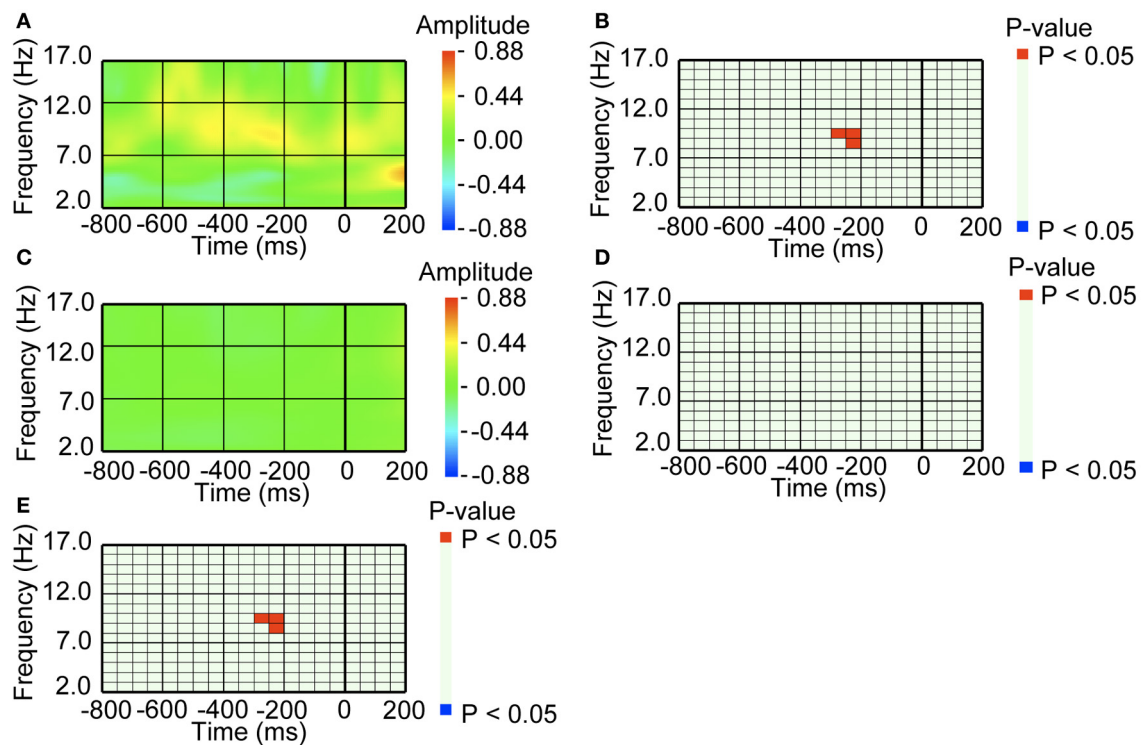 A
Amplitude
Frequency (Hz)
17.0
12.0
7.0
2.0
-800 -600 -400 -200 0 200
Time (ms)
0.88
0.44
0.00
-0.44
-0.88
B
P-value
Frequency (Hz)
17.0
12.0
7.0
2.0
-800 -600 -400 -200 0 200
Time (ms)
P < 0.05
P < 0.05
C
Amplitude
Frequency (Hz)
17.0
12.0
7.0
2.0
-800 -600 -400 -200 0 200
Time (ms)
0.88
0.44
0.00
-0.44
-0.88
D
P-value
Frequency (Hz)
17.0
12.0
7.0
2.0
-800 -600 -400 -200 0 200
Time (ms)
P < 0.05
P < 0.05
E
P-value
Frequency (Hz)
17.0
12.0
7.0
2.0
-800 -600 -400 -200 0 200
Time (ms)
P < 0.05
P < 0.05